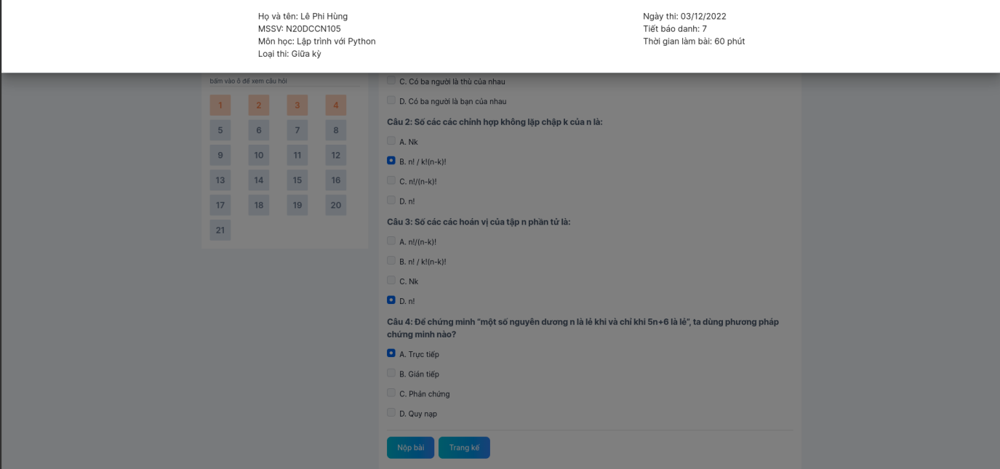 Họ và tên: Lê Phi Hùng
MSSV: N20DCCN105
Môn học: Lập trình với Python
Loại thi: Giữa kỳ
Ngày thi: 03/12/2022
Tiết báo danh: 7
Thời gian làm bài: 60 phút
bấm vào ô để xem câu hỏi
1 2 3 4
5 6 7 8
9 10 11 12
13 14 15 16
17 18 19 20
21
C. Có ba người là thù của nhau
D. Có ba người là bạn của nhau
Câu 2: Số các các chỉnh hợp không lặp chập k của n là:
A. Nk
B. n! / k!(n-k)!
C. n!/(n-k)!
D. n!
Câu 3: Số các các hoán vị của tập n phần tử là:
A. n!/(n-k)!
B. n! / k!(n-k)!
C. Nk
D. n!
Câu 4: Để chứng minh “một số nguyên dương n là lẻ khi và chỉ khi 5n+6 là lẻ”, ta dùng phương pháp
chứng minh nào?
A. Trực tiếp
B. Gián tiếp
C. Phản chứng
D. Quy nạp
Nộp bài
Trang kế